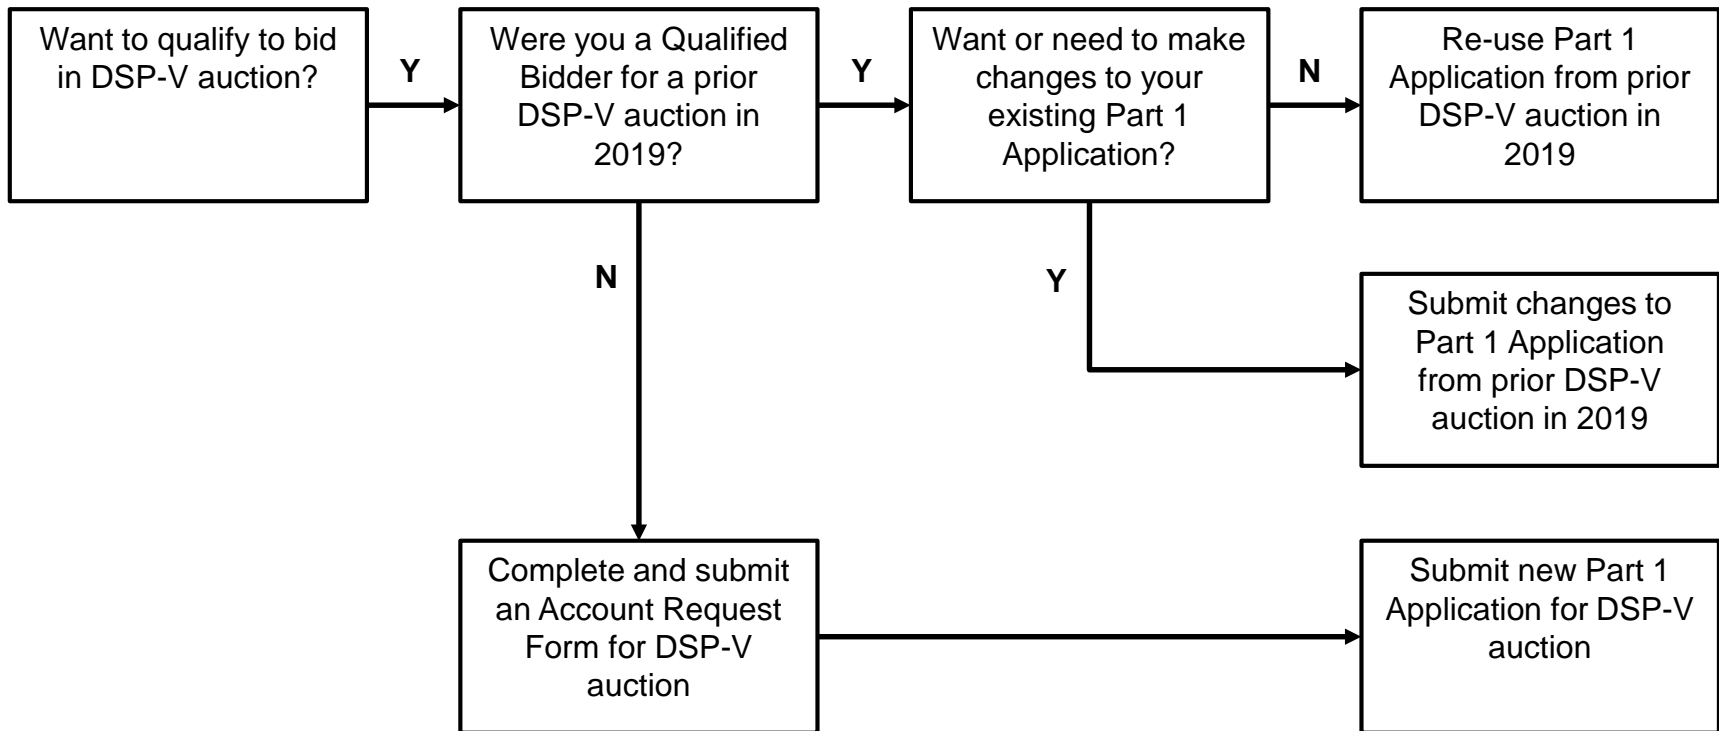 Want to qualify to bid
in DSP-V auction?
Y
Were you a Qualified
Bidder for a prior
DSP-V auction in
2019?
Y
Want or need to make
changes to your
existing Part 1
Application?
N
Re-use Part 1
Application from prior
DSP-V auction in
2019
N
Y
Submit changes to
Part 1 Application
from prior DSP-V
auction in 2019
Complete and submit
an Account Request
Form for DSP-V
auction
Submit new Part 1
Application for DSP-V
auction